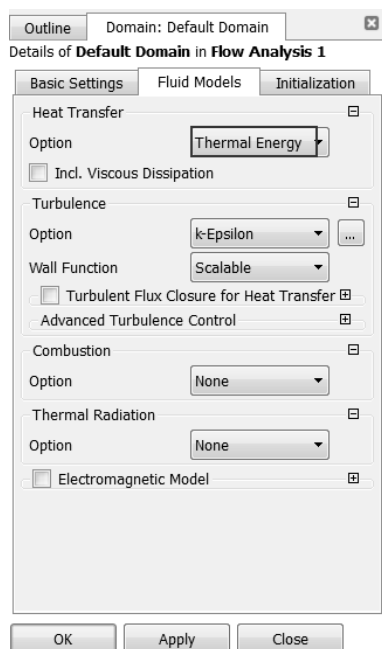 Outline Domain: Default Domain
Details of Default Domain in Flow Analysis 1
Basic Settings Fluid Models Initialization
Heat Transfer
Option Thermal Energy
Incl. Viscous Dissipation
Turbulence
Option k-Epsilon ...
Wall Function Scalable
Turbulent Flux Closure for Heat Transfer
Advanced Turbulence Control
Combustion
Option None
Thermal Radiation
Option None
Electromagnetic Model
OK Apply Close